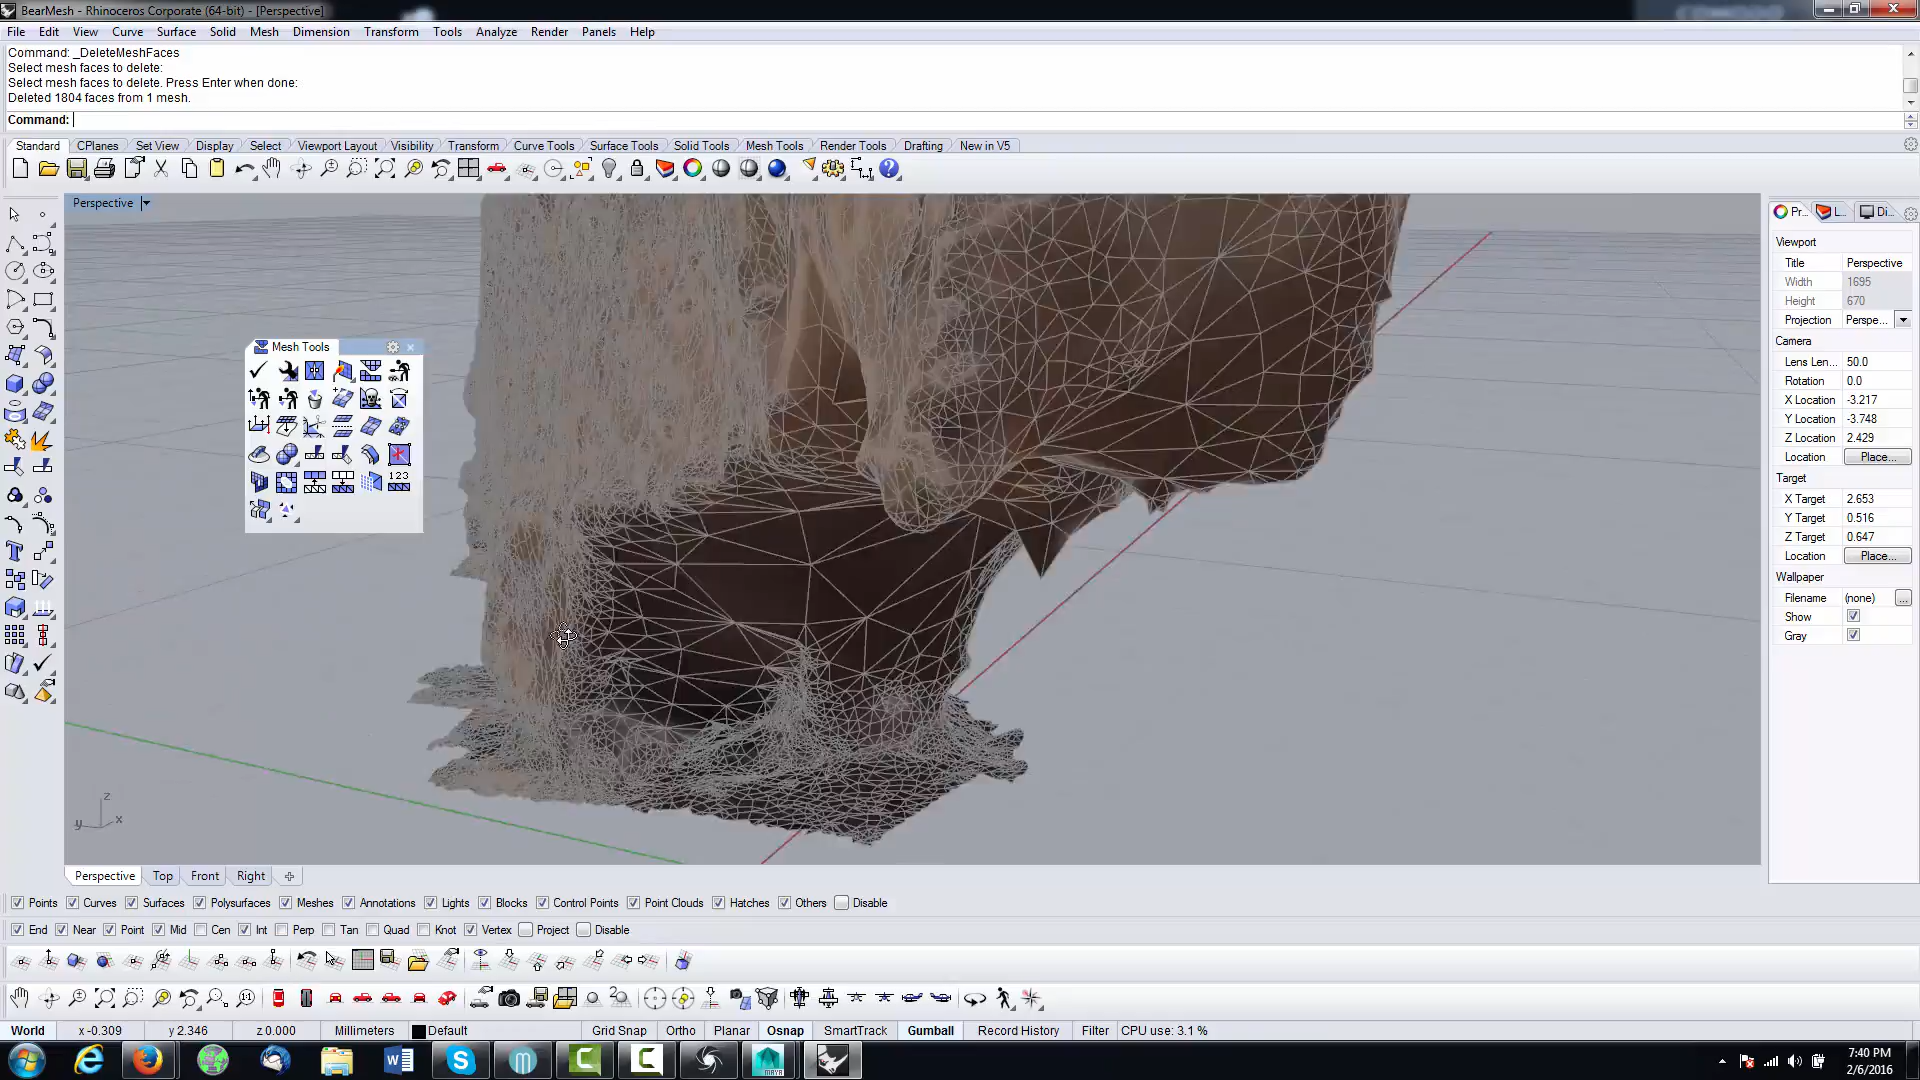 BearMesh - Rhinoceros Corporate (64-bit) - [Perspective]
File Edit View Curve Surface Solid Mesh Dimension Transform Tools Analyze Render Panels Help
Command: _DeleteMeshFaces
Select mesh faces to delete:
Select mesh faces to delete. Press Enter when done:
Deleted 1804 faces from 1 mesh.
Command:
Standard CPlanes Set View Display Select Viewport Layout Visibility Transform Curve Tools Surface Tools Solid Tools Mesh Tools Render Tools Drafting New in V5
Perspective
Pr... L... Di...
Viewport
Title Perspective
Width 1695
Height 670
Projection Perspe...
Camera
Lens Len... 50.0
Rotation 0.0
X Location -3.217
Y Location -3.748
Z Location 2.429
Location Place...
Target
X Target 2.653
Y Target 0.516
Z Target 0.647
Location Place...
Wallpaper
Filename (none) ...
Show
Gray
Mesh Tools
123
z
y x
Perspective Top Front Right
Points Curves Surfaces Polysurfaces Meshes Annotations Lights Blocks Control Points Point Clouds Hatches Others Disable
End Near Point Mid Cen Int Perp Tan Quad Knot Vertex Project Disable
World x -0.309 y 2.346 z 0.000 Millimeters Default Grid Snap Ortho Planar Osnap SmartTrack Gumball Record History Filter CPU use: 3.1 %
MAYA
7:40 PM
2/6/2016